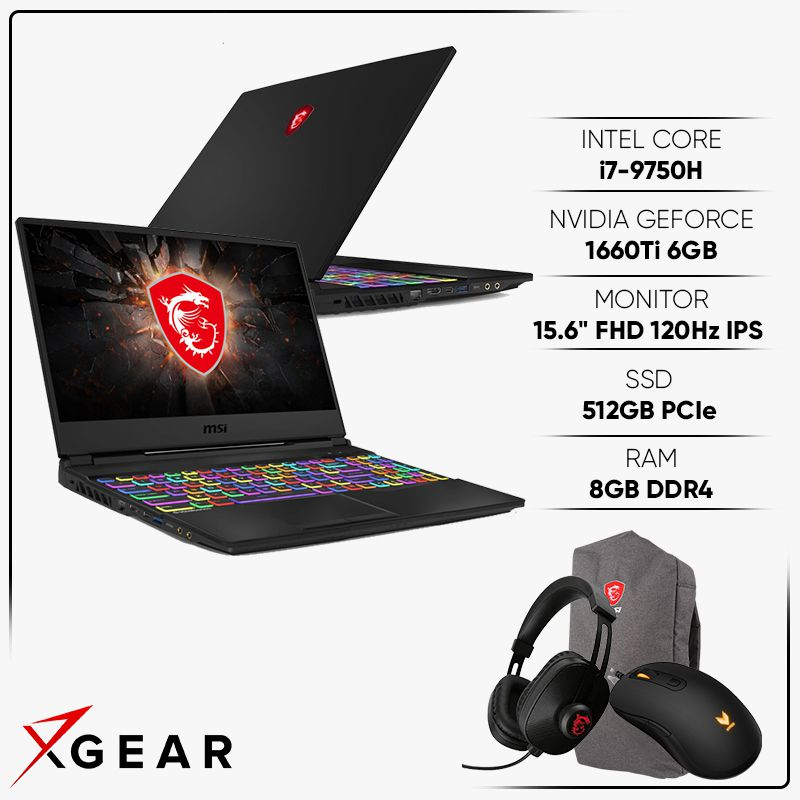 INTEL CORE
i7-9750H
NVIDIA GEFORCE
1660Ti 6GB
MONITOR
15.6" FHD 120Hz IPS
SSD
512GB PCIe
RAM
8GB DDR4
msi
XGEAR